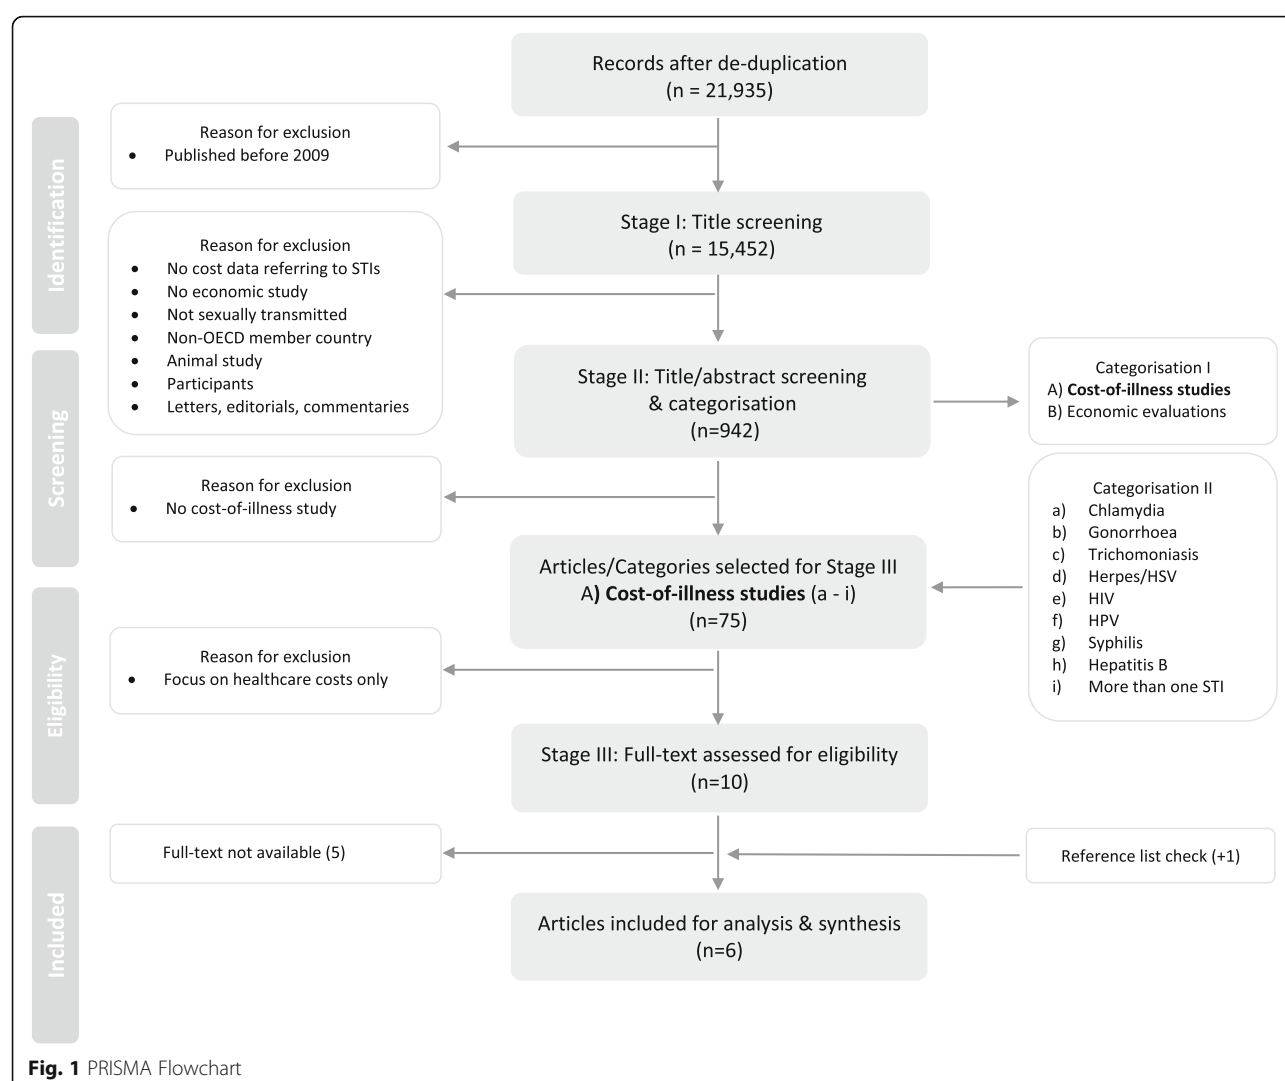 Records after de-duplication
(n = 21,935)
Reason for exclusion
• Published before 2009
Identification
Stage I: Title screening
(n = 15,452)
Reason for exclusion
• No cost data referring to STIs
• No economic study
• Not sexually transmitted
• Non-OECD member country
• Animal study
• Participants
• Letters, editorials, commentaries
Screening
Stage II: Title/abstract screening
& categorisation
(n=942)
Categorisation I
A) Cost-of-illness studies
B) Economic evaluations
Reason for exclusion
• No cost-of-illness study
Categorisation II
a) Chlamydia
b) Gonorrhoea
c) Trichomoniasis
d) Herpes/HSV
e) HIV
f) HPV
g) Syphilis
h) Hepatitis B
i) More than one STI
Articles/Categories selected for Stage III
A) Cost-of-illness studies (a - i)
(n=75)
Eligibility
Reason for exclusion
• Focus on healthcare costs only
Stage III: Full-text assessed for eligibility
(n=10)
Included
Full-text not available (5)
Reference list check (+1)
Articles included for analysis & synthesis
(n=6)
Fig. 1 PRISMA Flowchart